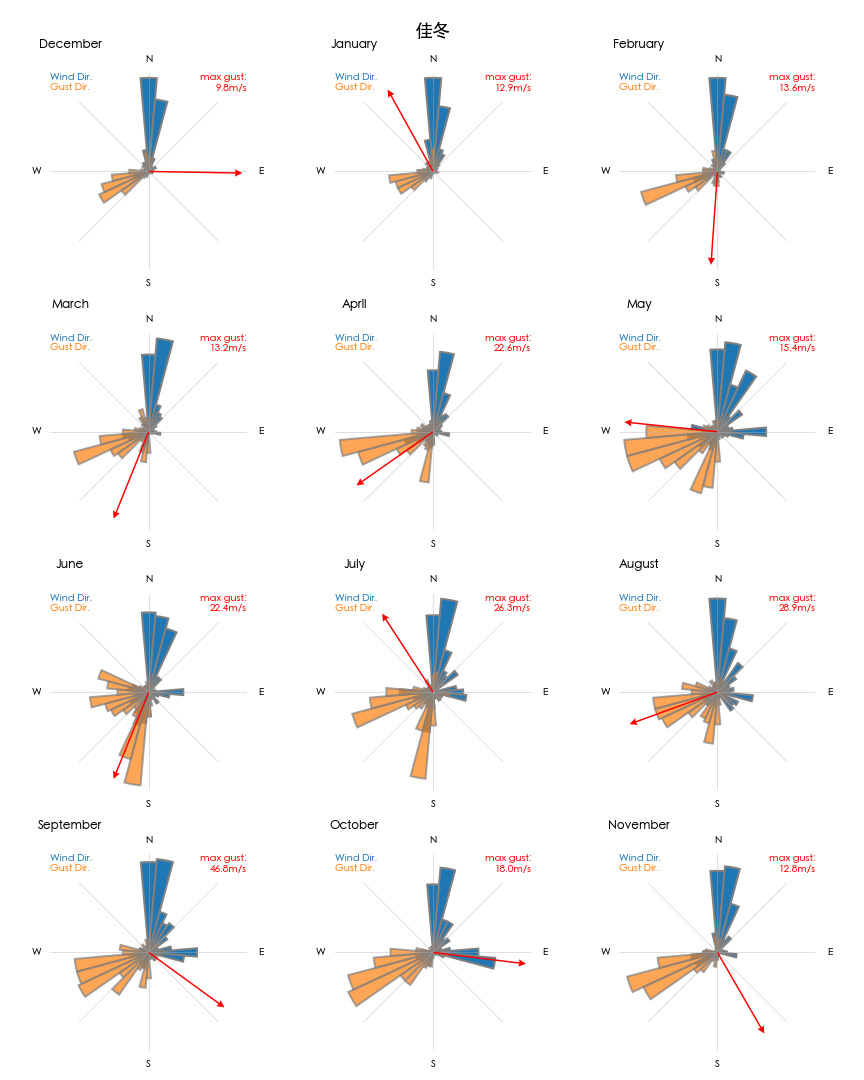 佳冬
December
January
February
N
N
N
Wind Dir.
Gust Dir.
max gust:
9.8m/s
Wind Dir.
Gust Dir.
max gust:
12.9m/s
Wind Dir.
Gust Dir.
max gust:
13.6m/s
W
E
W
E
W
E
S
S
S
March
April
May
N
N
N
Wind Dir.
Gust Dir.
max gust:
13.2m/s
Wind Dir.
Gust Dir.
max gust:
22.6m/s
Wind Dir.
Gust Dir.
max gust:
15.4m/s
W
E
W
E
W
E
S
S
S
June
July
August
N
N
N
Wind Dir.
Gust Dir.
max gust:
22.4m/s
Wind Dir.
Gust Dir.
max gust:
26.3m/s
Wind Dir.
Gust Dir.
max gust:
28.9m/s
W
E
W
E
W
E
S
S
S
September
October
November
N
N
N
Wind Dir.
Gust Dir.
max gust:
46.8m/s
Wind Dir.
Gust Dir.
max gust:
18.0m/s
Wind Dir.
Gust Dir.
max gust:
12.8m/s
W
E
W
E
W
E
S
S
S